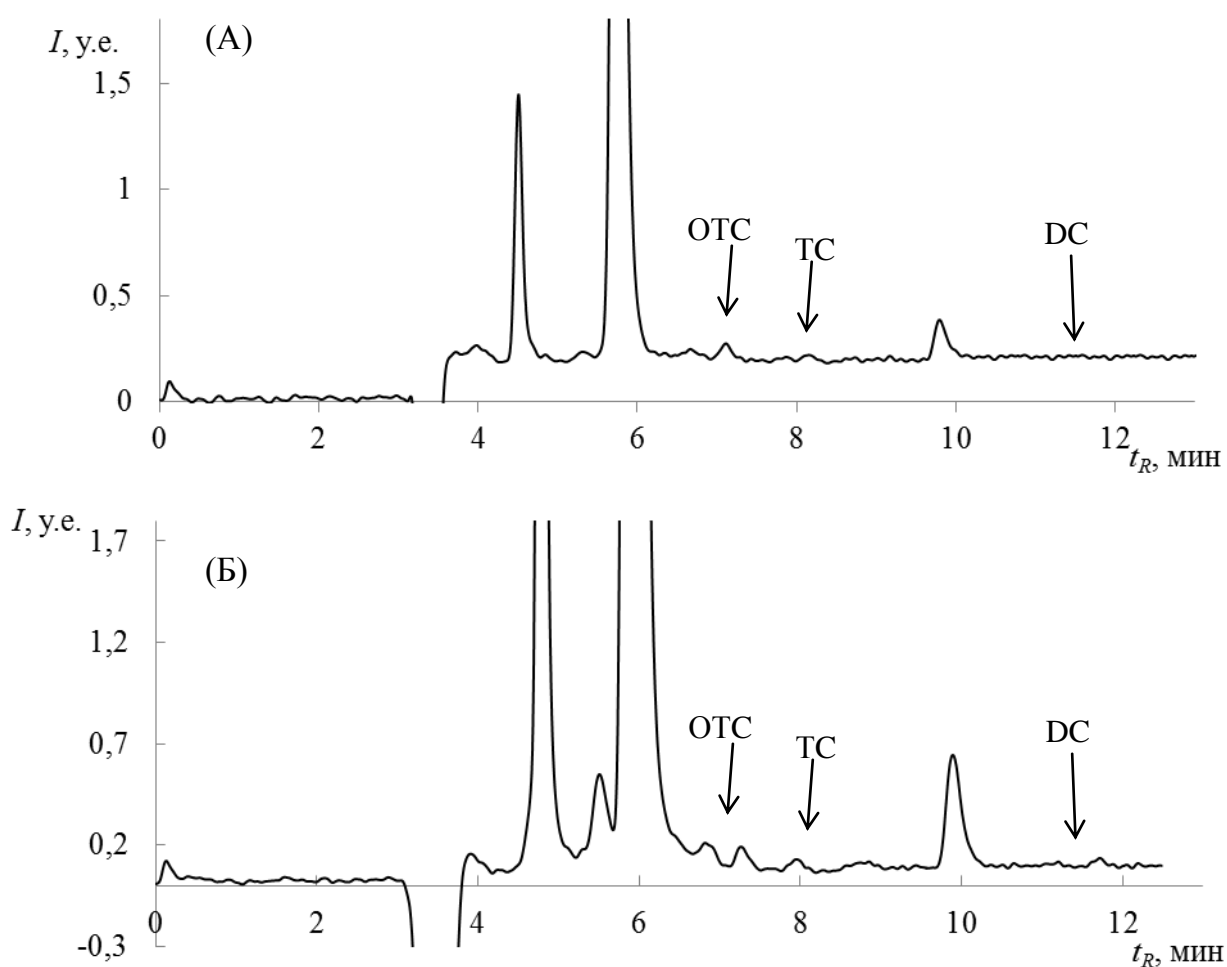 I, у.е.
(А)
1,5
1
0,5
0
OTC
TC
DC
0 2 4 6 8 10 12
t_R, мин
I, у.е.
(Б)
1,7
1,2
0,7
0,2
-0,3
OTC
TC
DC
0 2 4 6 8 10 12
t_R, мин